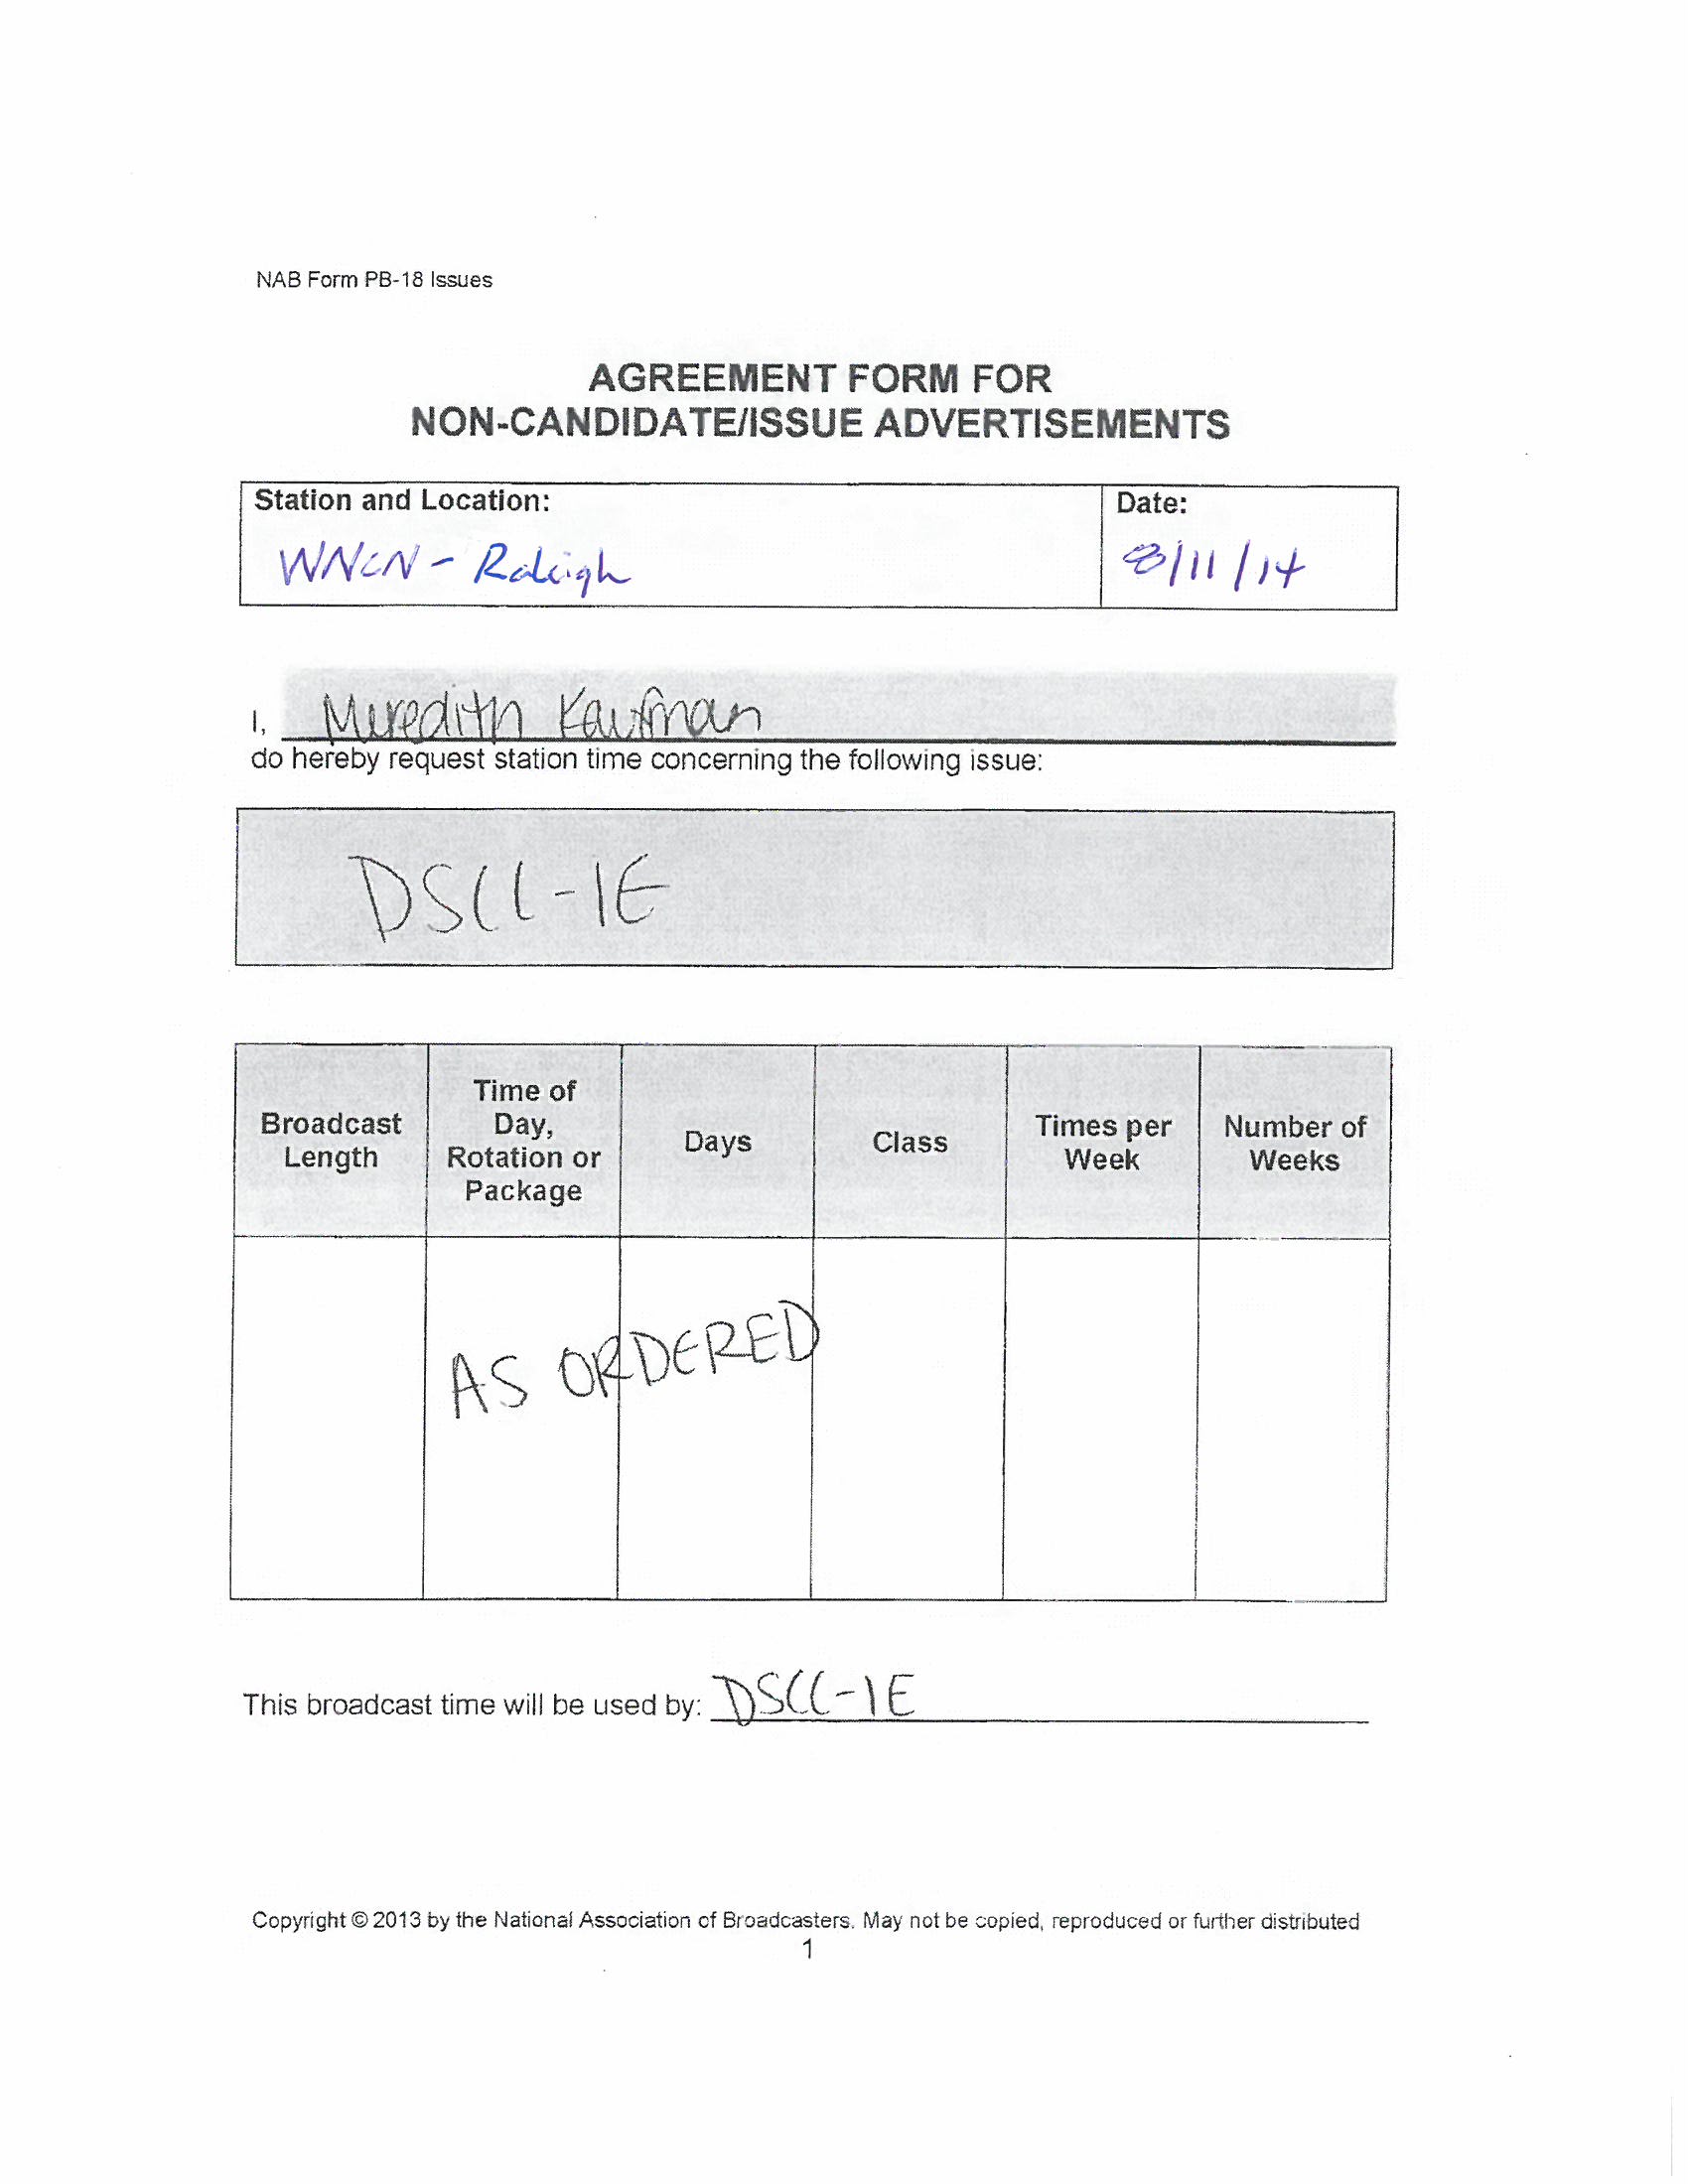 NAB Form PB-18 Issues
AGREEMENT FORM FOR
NON-CANDIDATE/ISSUE ADVERTISEMENTS
Station and Location:
Date:
WNCN - Raleigh
8/11/14
I, Meredith Kaufman
do hereby request station time concerning the following issue:
DSCC-IE
Broadcast Length
Time of Day, Rotation or Package
Days
Class
Times per Week
Number of Weeks
AS ORDERED
This broadcast time will be used by: DSCC-IE
Copyright © 2013 by the National Association of Broadcasters. May not be copied, reproduced or further distributed
1